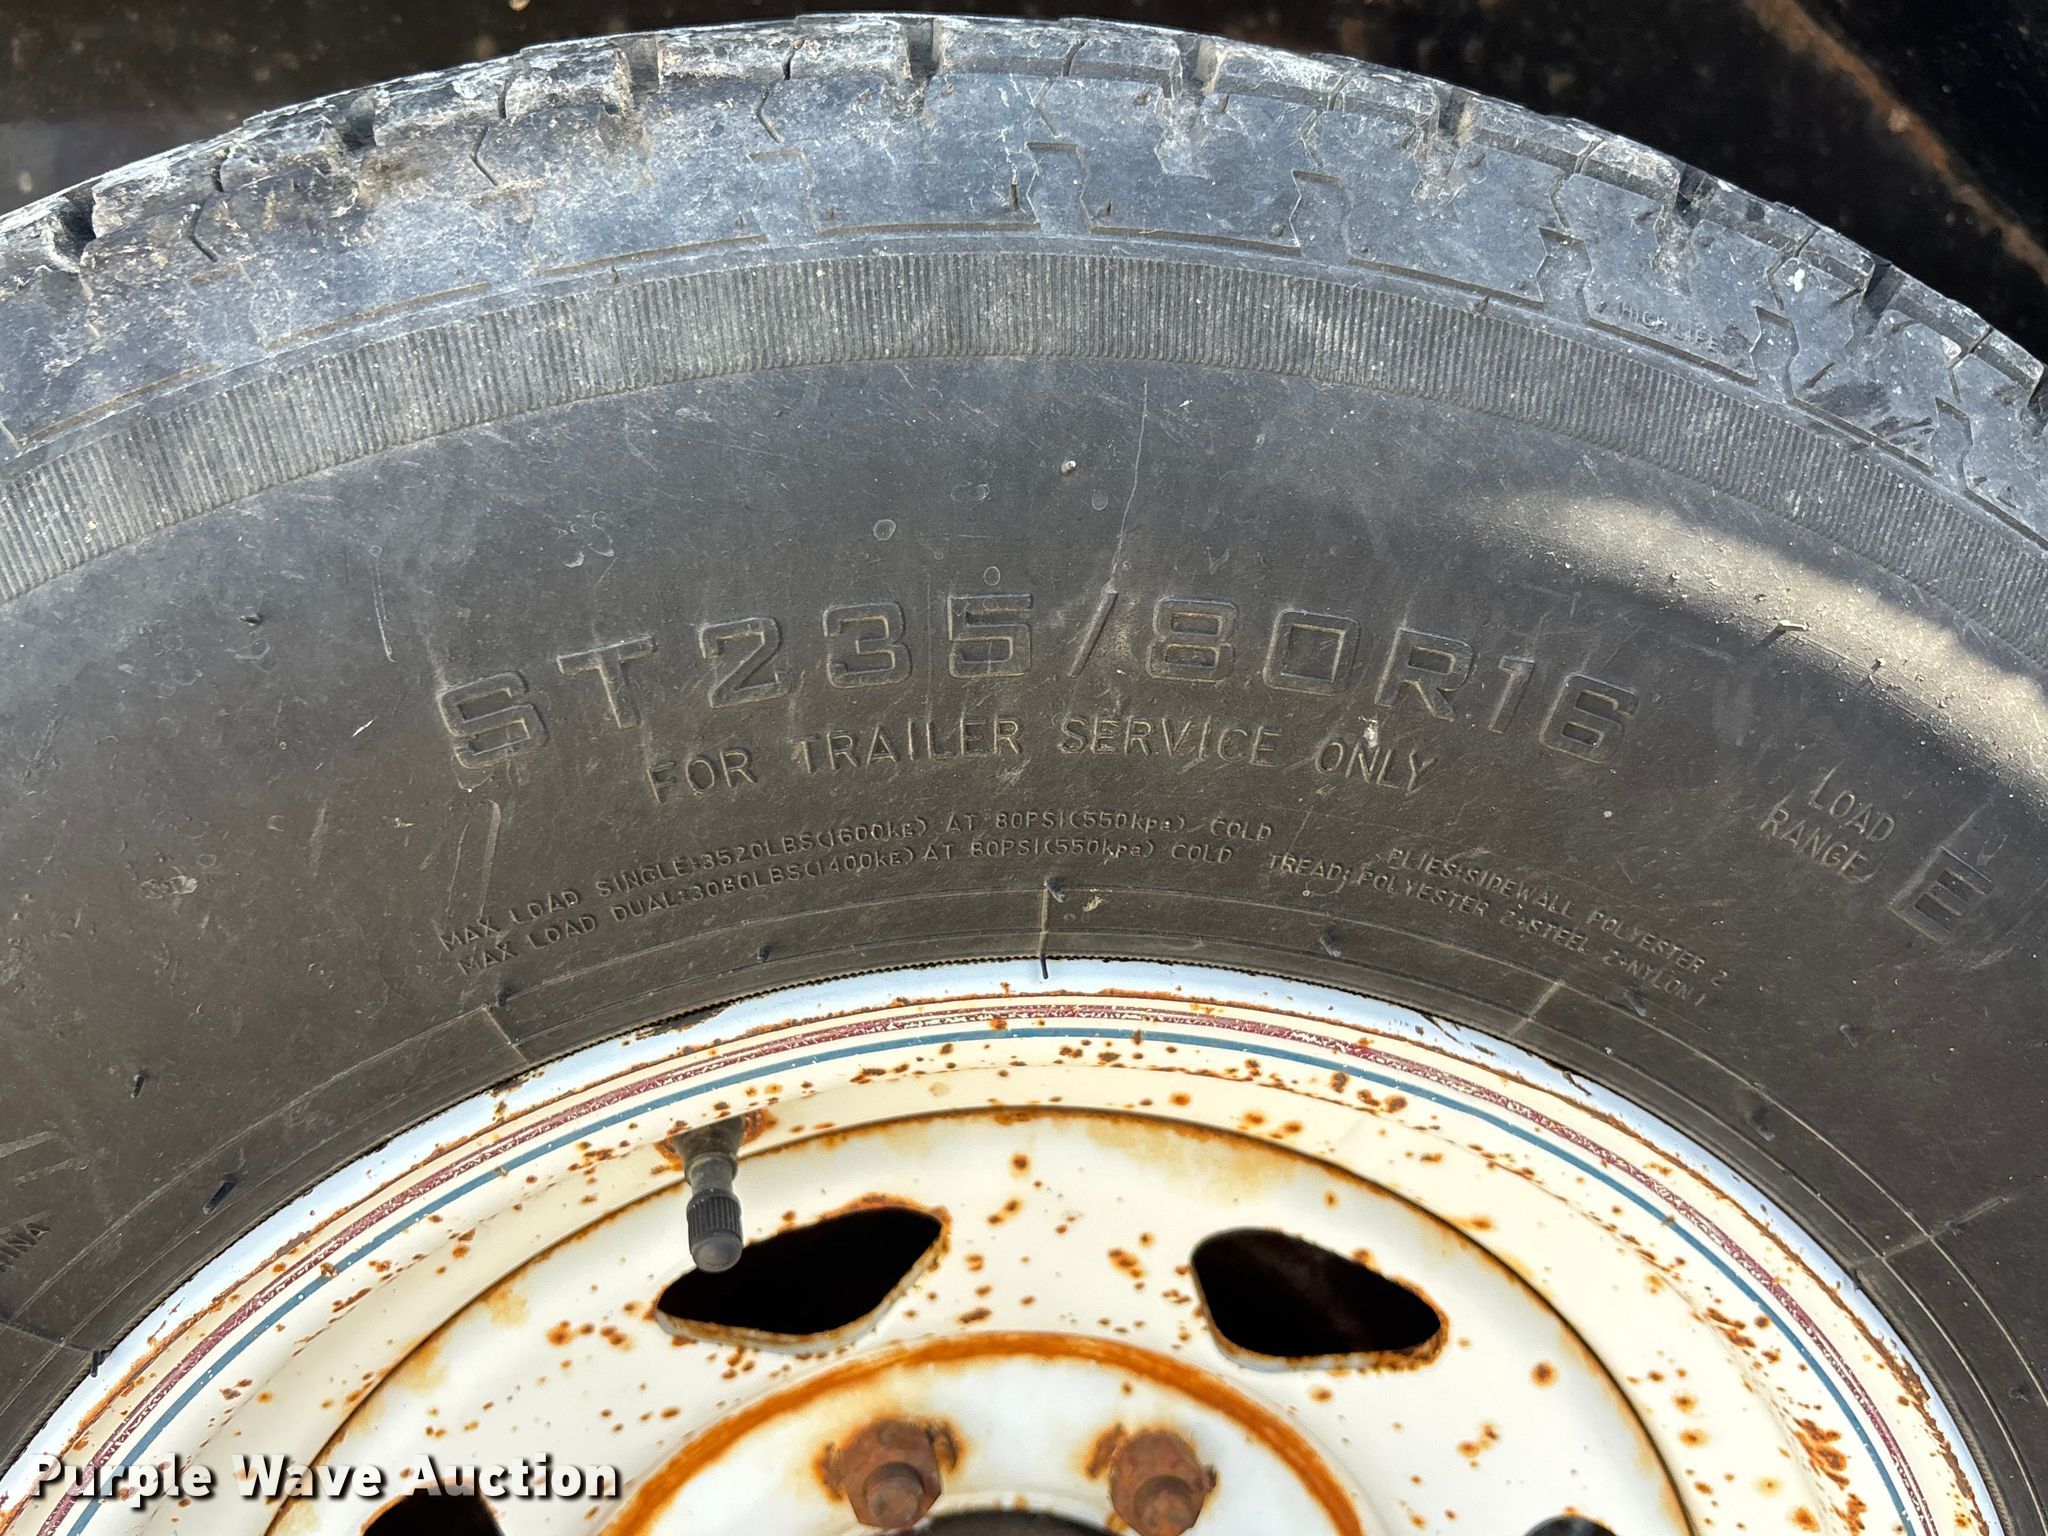 HIGHWAY
ST235/80R16
FOR TRAILER SERVICE ONLY
LOAD
RANGE E
MAX LOAD SINGLE:3520LBS(1600kg) AT 80PSI(550kpa) COLD
MAX LOAD DUAL:3080LBS(1400kg) AT 80PSI(550kpa) COLD
PLIES:SIDEWALL POLYESTER 2
TREAD: POLYESTER 2+STEEL 2+NYLON 1
Purple Wave Auction